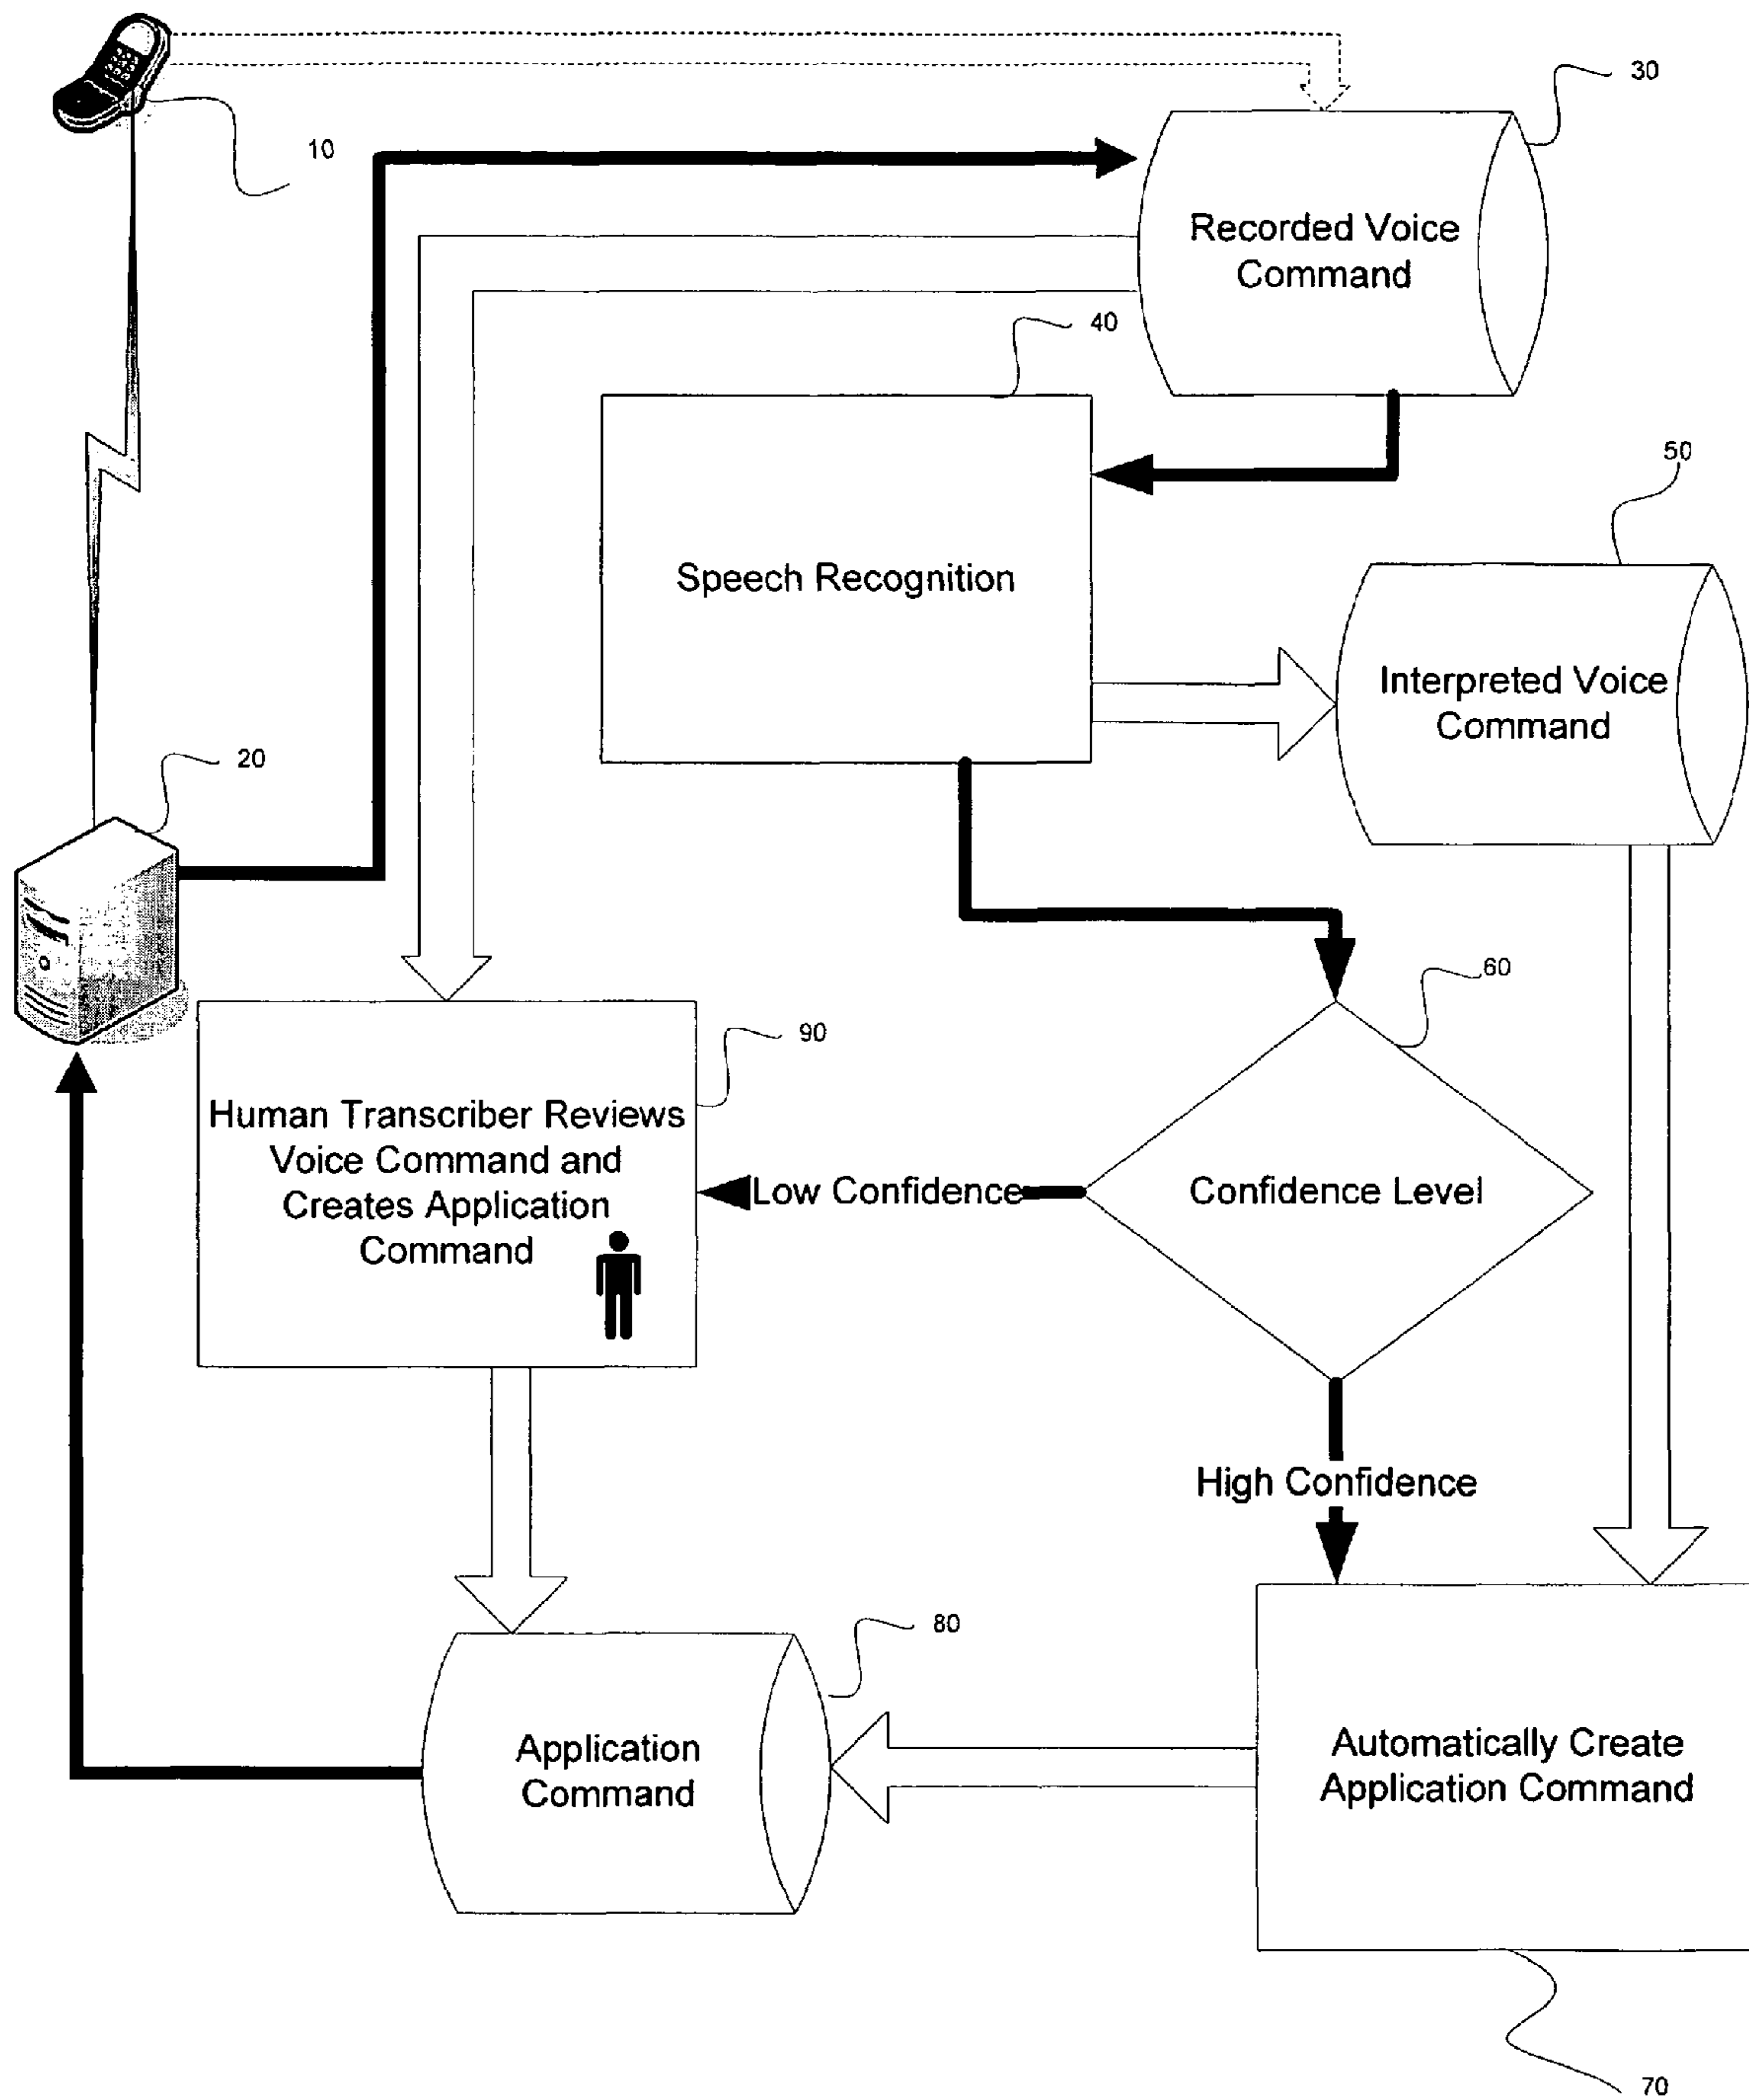 30
10
Recorded Voice
Command
40
50
Speech Recognition
Interpreted Voice
Command
20
60
90
Human Transcriber Reviews
Voice Command and
Creates Application
Command
Low Confidence
Confidence Level
High Confidence
80
Application
Command
Automatically Create
Application Command
70